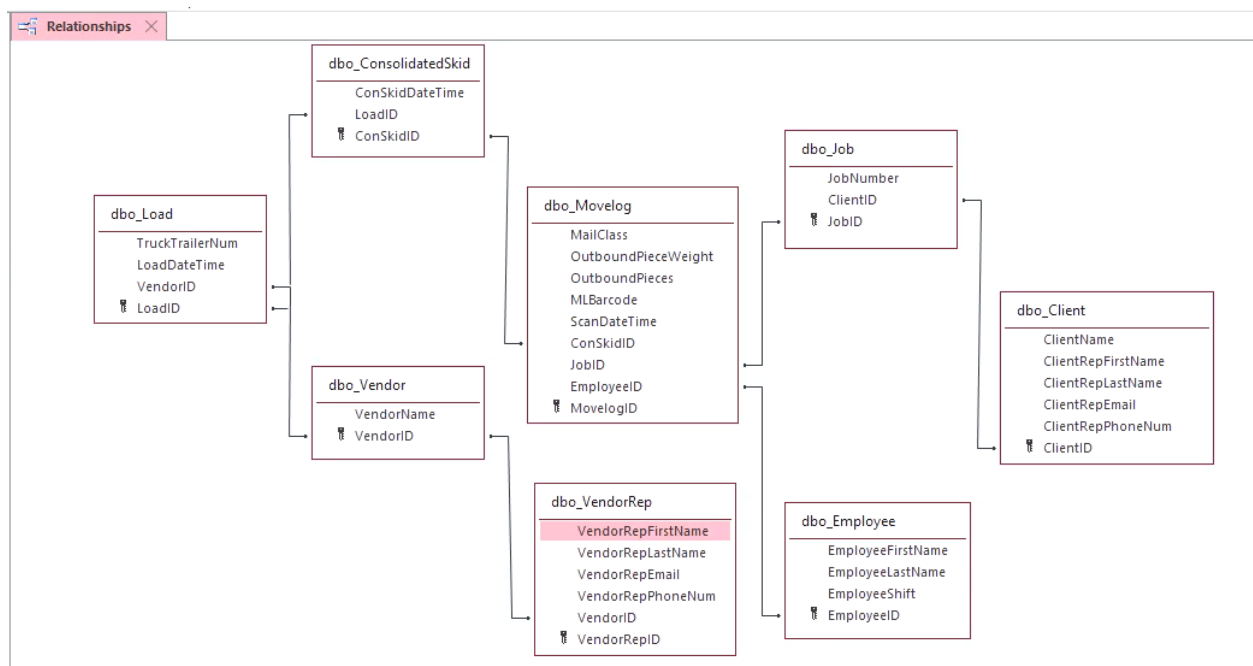 Relationships
dbo_ConsolidatedSkid
ConSkidDateTime
LoadID
ConSkidID
dbo_Load
TruckTrailerNum
LoadDateTime
VendorID
LoadID
dbo_Vendor
VendorName
VendorID
dbo_Movelog
MailClass
OutboundPieceWeight
OutboundPieces
MLBarcode
ScanDateTime
ConSkidID
JobID
EmployeeID
MovelogID
dbo_VendorRep
VendorRepFirstName
VendorRepLastName
VendorRepEmail
VendorRepPhoneNum
VendorID
VendorRepID
dbo_Job
JobNumber
ClientID
JobID
dbo_Client
ClientName
ClientRepFirstName
ClientRepLastName
ClientRepEmail
ClientRepPhoneNum
ClientID
dbo_Employee
EmployeeFirstName
EmployeeLastName
EmployeeShift
EmployeeID